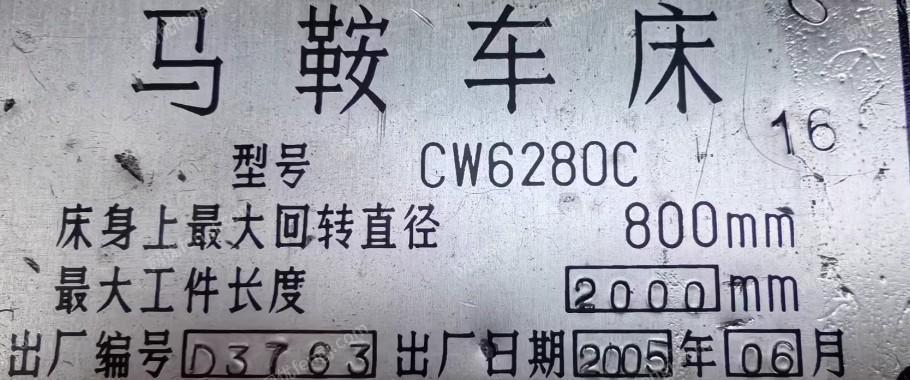 马鞍车床
16
型号 CW6280C
床身上最大回转直径 800mm
最大工件长度 2000mm
出厂编号 D3763 出厂日期 2005年06月